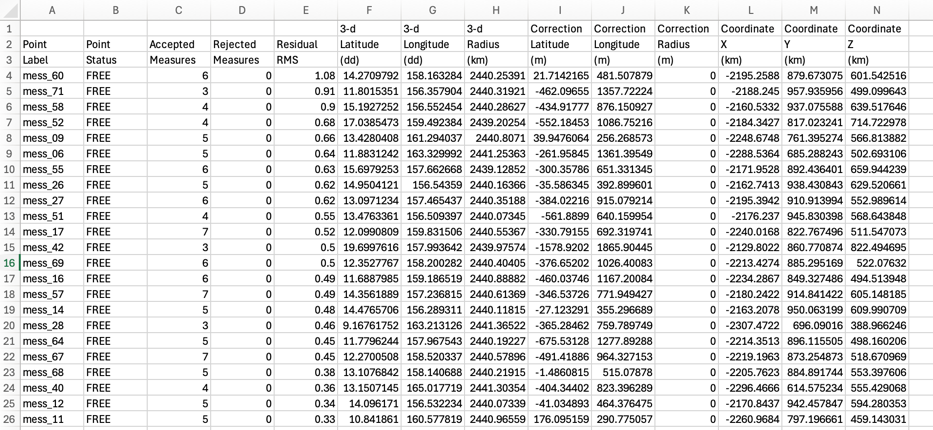 A B C D E F G H I J K L M N
1 3-d 3-d 3-d Correction Correction Correction Coordinate Coordinate Coordinate
2 Point Point Accepted Rejected Residual Latitude Longitude Radius Latitude Longitude Radius X Y Z
3 Label Status Measures Measures RMS (dd) (dd) (km) (m) (m) (m) (km) (km) (km)
4 mess_60 FREE 6 0 1.08 14.2709792 158.163284 2440.25391 21.7142165 481.507879 0 -2195.2588 879.673075 601.542516
5 mess_71 FREE 3 0 0.91 11.8015351 156.357904 2440.31921 -462.09655 1357.72224 0 -2188.245 957.935956 499.099643
6 mess_58 FREE 4 0 0.9 15.1927252 156.552454 2440.28627 -434.91777 876.150927 0 -2160.5332 937.075588 639.517646
7 mess_52 FREE 4 0 0.68 17.0385473 159.492384 2439.20254 -552.18453 1086.75216 0 -2184.3427 817.023241 714.722978
8 mess_09 FREE 5 0 0.66 13.4280408 161.294037 2440.8071 39.9476064 256.268573 0 -2248.6748 761.395274 566.813882
9 mess_06 FREE 5 0 0.64 11.8831242 163.329992 2441.25363 -261.95845 1361.39549 0 -2288.5364 685.288243 502.693106
10 mess_55 FREE 6 0 0.63 15.6979253 157.662668 2439.12852 -300.35786 651.331345 0 -2171.9528 892.436401 659.944239
11 mess_26 FREE 5 0 0.62 14.9504121 156.54359 2440.16366 -35.586345 392.899601 0 -2162.7413 938.430843 629.520661
12 mess_27 FREE 6 0 0.62 13.0971234 157.465437 2440.35188 -384.02216 915.079214 0 -2195.3942 910.913994 552.989614
13 mess_51 FREE 4 0 0.55 13.4763361 156.509397 2440.07345 -561.8899 640.159954 0 -2176.237 945.830398 568.643848
14 mess_17 FREE 7 0 0.52 12.0990809 159.831506 2440.55367 -330.79155 692.319741 0 -2240.0168 822.767496 511.547073
15 mess_42 FREE 3 0 0.5 19.6997616 157.993642 2439.97574 -1578.9202 1865.90445 0 -2129.8022 860.770874 822.494695
16 mess_69 FREE 6 0 0.5 12.3527767 158.200282 2440.40405 -376.65202 1026.40083 0 -2213.4274 885.295169 522.07632
17 mess_16 FREE 6 0 0.49 11.6887985 159.186519 2440.88882 -460.03746 1167.20084 0 -2234.2867 849.327486 494.513948
18 mess_57 FREE 7 0 0.49 14.3561889 157.236815 2440.61369 -346.53726 771.949427 0 -2180.2422 914.841422 605.148185
19 mess_14 FREE 5 0 0.48 14.4765706 156.289311 2440.11815 -27.123291 355.296689 0 -2163.2078 950.063199 609.990709
20 mess_28 FREE 3 0 0.46 9.16761752 163.213126 2441.36522 -365.28462 759.789749 0 -2307.4722 696.09016 388.966246
21 mess_64 FREE 5 0 0.45 11.7796244 157.967543 2440.19227 -675.53128 1277.89288 0 -2214.3513 896.115505 498.160206
22 mess_67 FREE 7 0 0.45 12.2700508 158.520337 2440.57896 -491.41886 964.327153 0 -2219.1963 873.254873 518.670969
23 mess_68 FREE 5 0 0.38 13.1076842 158.140688 2440.21915 -1.4860815 515.07878 0 -2205.7623 884.891744 553.397606
24 mess_40 FREE 4 0 0.36 13.1507145 165.017719 2441.30354 -404.34402 823.396289 0 -2296.4666 614.575234 555.429068
25 mess_12 FREE 5 0 0.34 14.096171 156.532234 2440.07339 -41.034893 464.376475 0 -2170.8437 942.457847 594.280353
26 mess_11 FREE 5 0 0.33 10.841861 160.577819 2440.96559 176.095159 290.775057 0 -2260.9684 797.196661 459.143031